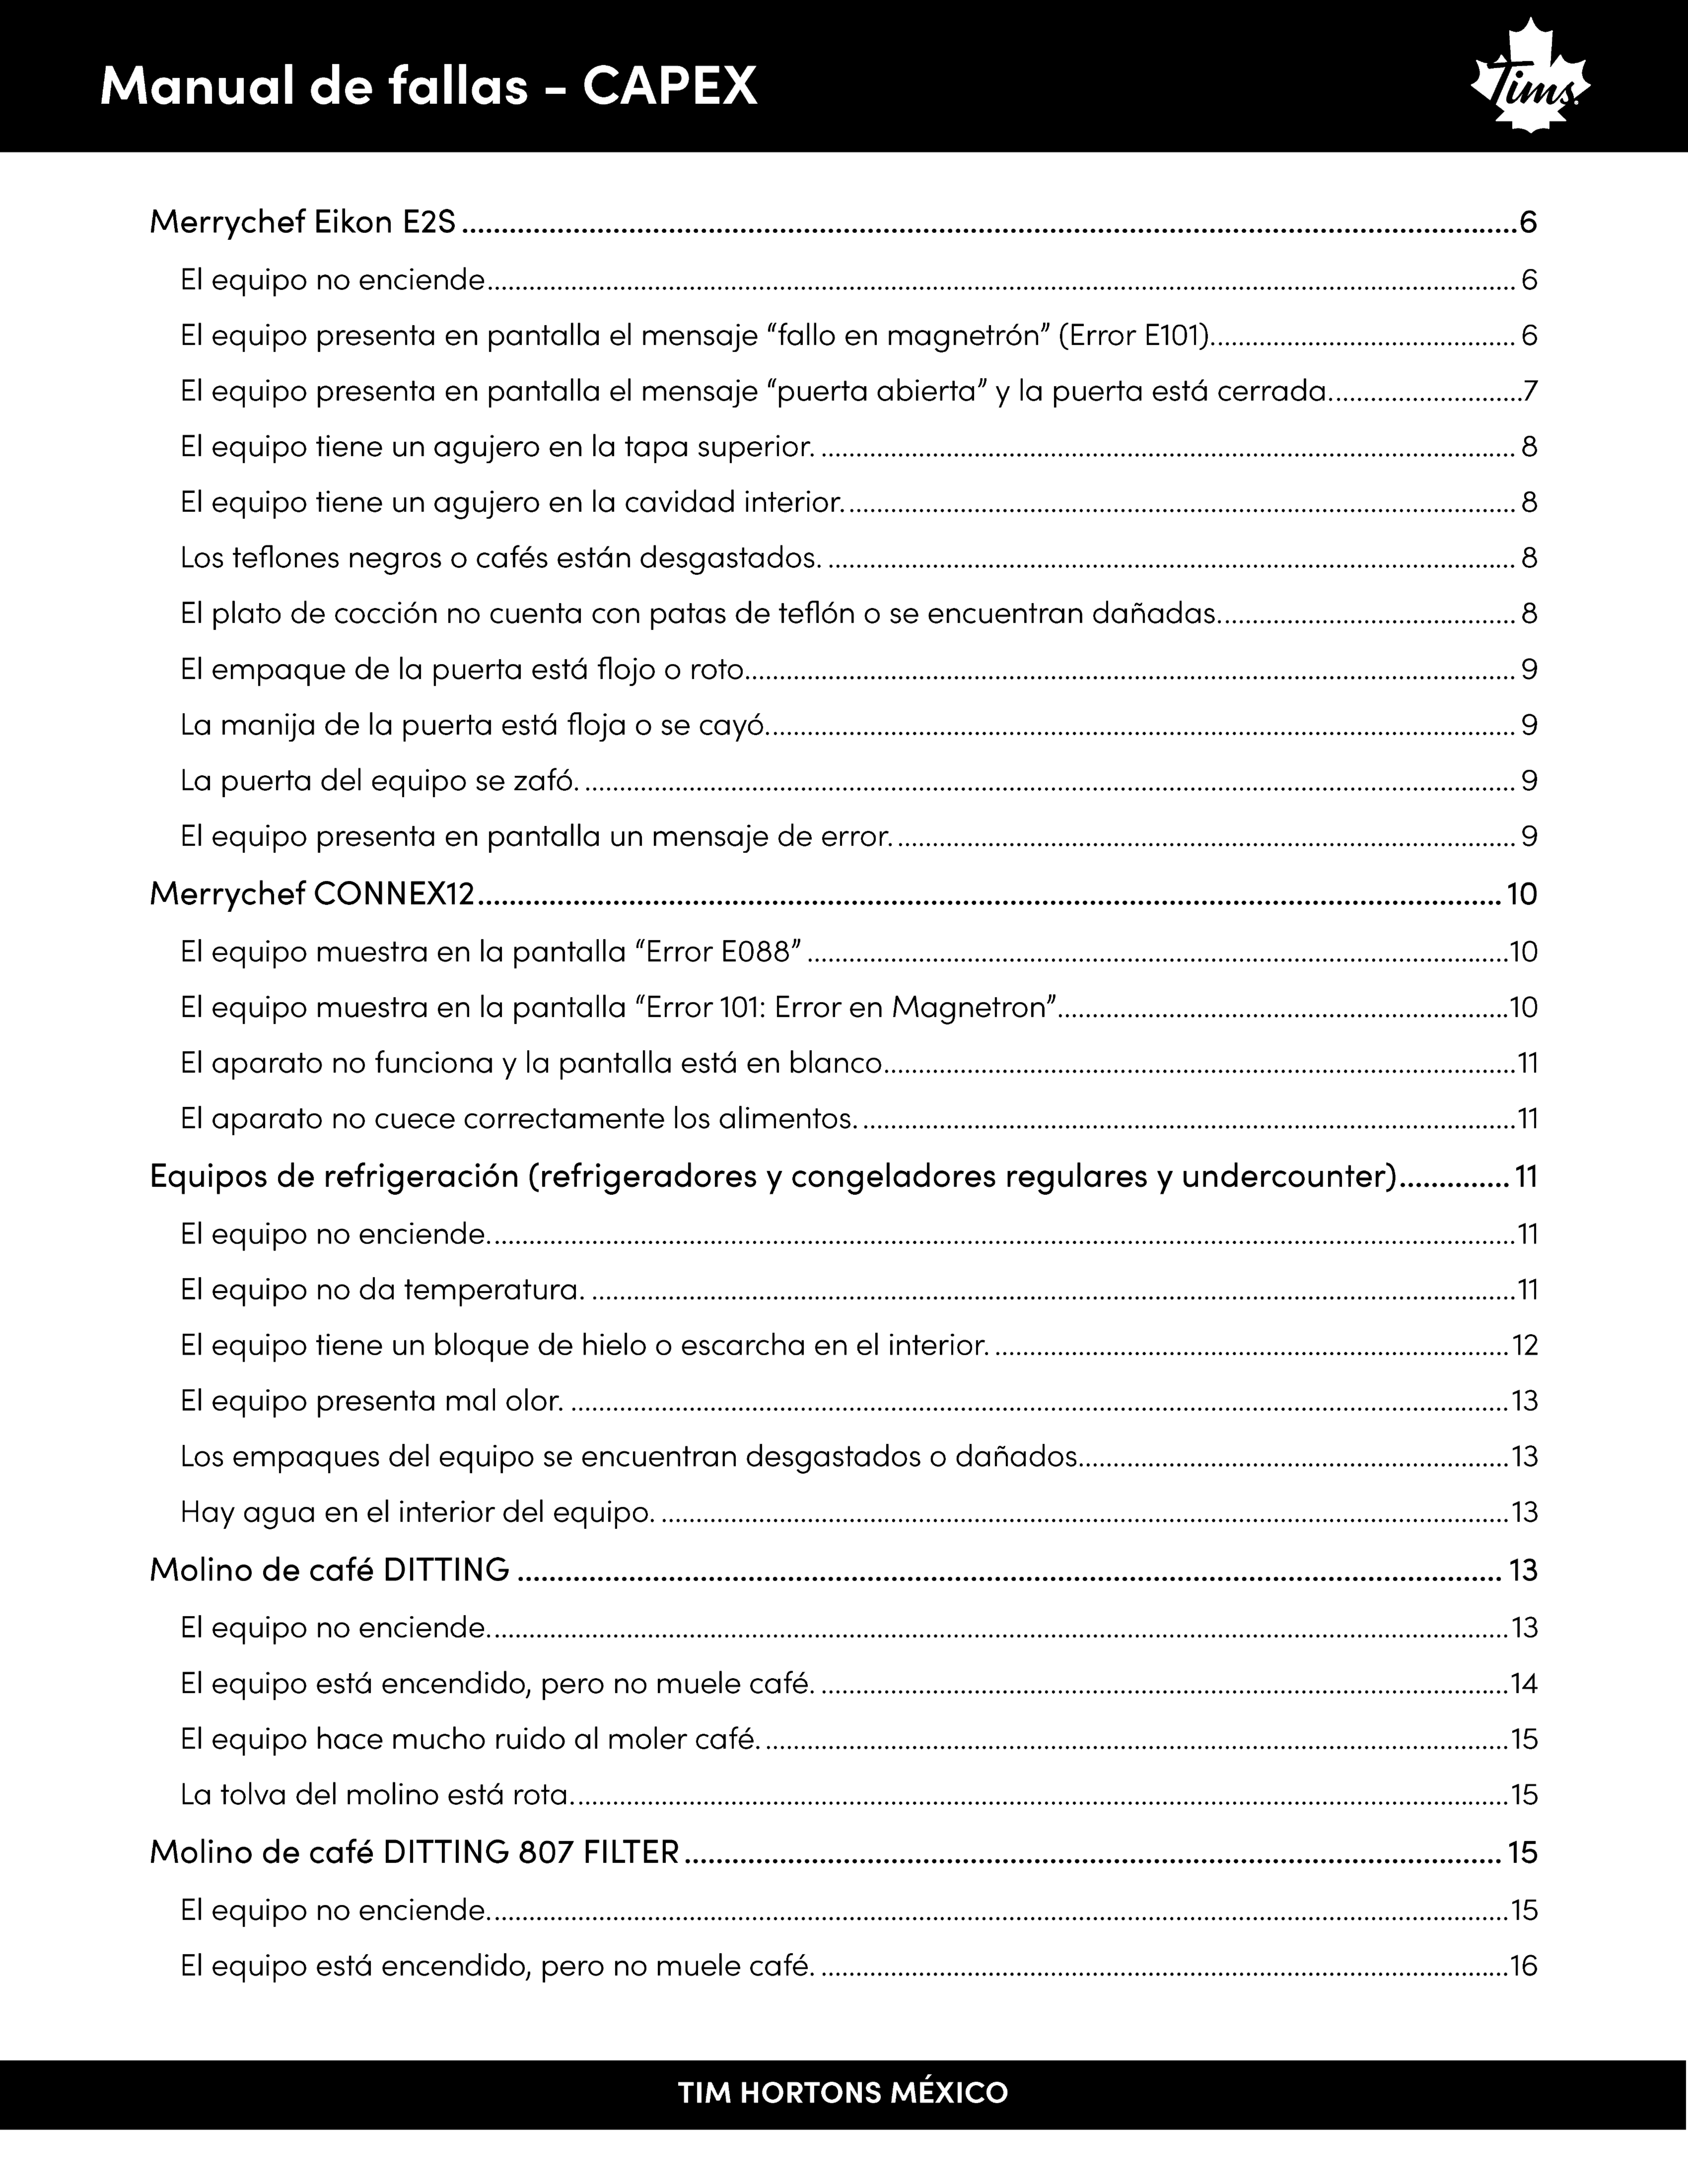 Manual de fallas - CAPEX
Tims.
Merrychef Eikon E2S ........ 6
El equipo no enciende........ 6
El equipo presenta en pantalla el mensaje “fallo en magnetrón” (Error E101)........ 6
El equipo presenta en pantalla el mensaje “puerta abierta” y la puerta está cerrada........7
El equipo tiene un agujero en la tapa superior. ........ 8
El equipo tiene un agujero en la cavidad interior. ........ 8
Los teflones negros o cafés están desgastados. ........ 8
El plato de cocción no cuenta con patas de teflón o se encuentran dañadas........ 8
El empaque de la puerta está flojo o roto........ 9
La manija de la puerta está floja o se cayó........ 9
La puerta del equipo se zafó. ........ 9
El equipo presenta en pantalla un mensaje de error. ........ 9
Merrychef CONNEX12........ 10
El equipo muestra en la pantalla “Error E088” ........10
El equipo muestra en la pantalla “Error 101: Error en Magnetron”........10
El aparato no funciona y la pantalla está en blanco........11
El aparato no cuece correctamente los alimentos. ........11
Equipos de refrigeración (refrigeradores y congeladores regulares y undercounter)........ 11
El equipo no enciende........11
El equipo no da temperatura. ........11
El equipo tiene un bloque de hielo o escarcha en el interior. ........12
El equipo presenta mal olor. ........13
Los empaques del equipo se encuentran desgastados o dañados........13
Hay agua en el interior del equipo. ........13
Molino de café DITTING ........ 13
El equipo no enciende........13
El equipo está encendido, pero no muele café. ........14
El equipo hace mucho ruido al moler café. ........15
La tolva del molino está rota........15
Molino de café DITTING 807 FILTER ........ 15
El equipo no enciende........15
El equipo está encendido, pero no muele café. ........16
TIM HORTONS MÉXICO